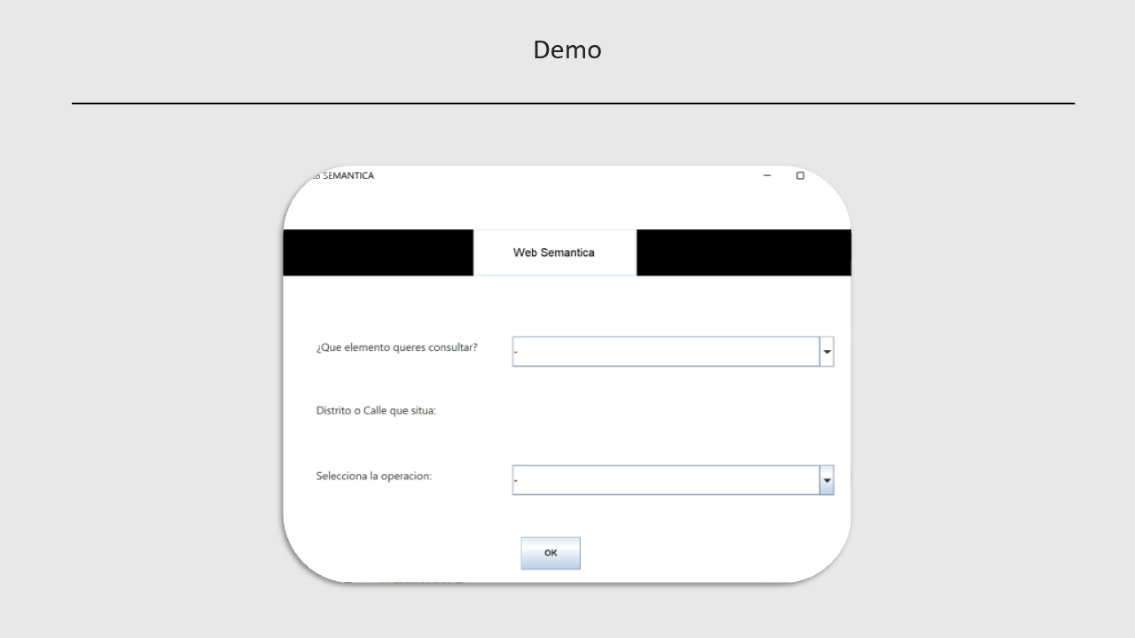 Demo
SEMANTICA
Web Semantica
¿Que elemento queres consultar?
-
Distrito o Calle que situa:
Selecciona la operacion:
-
OK